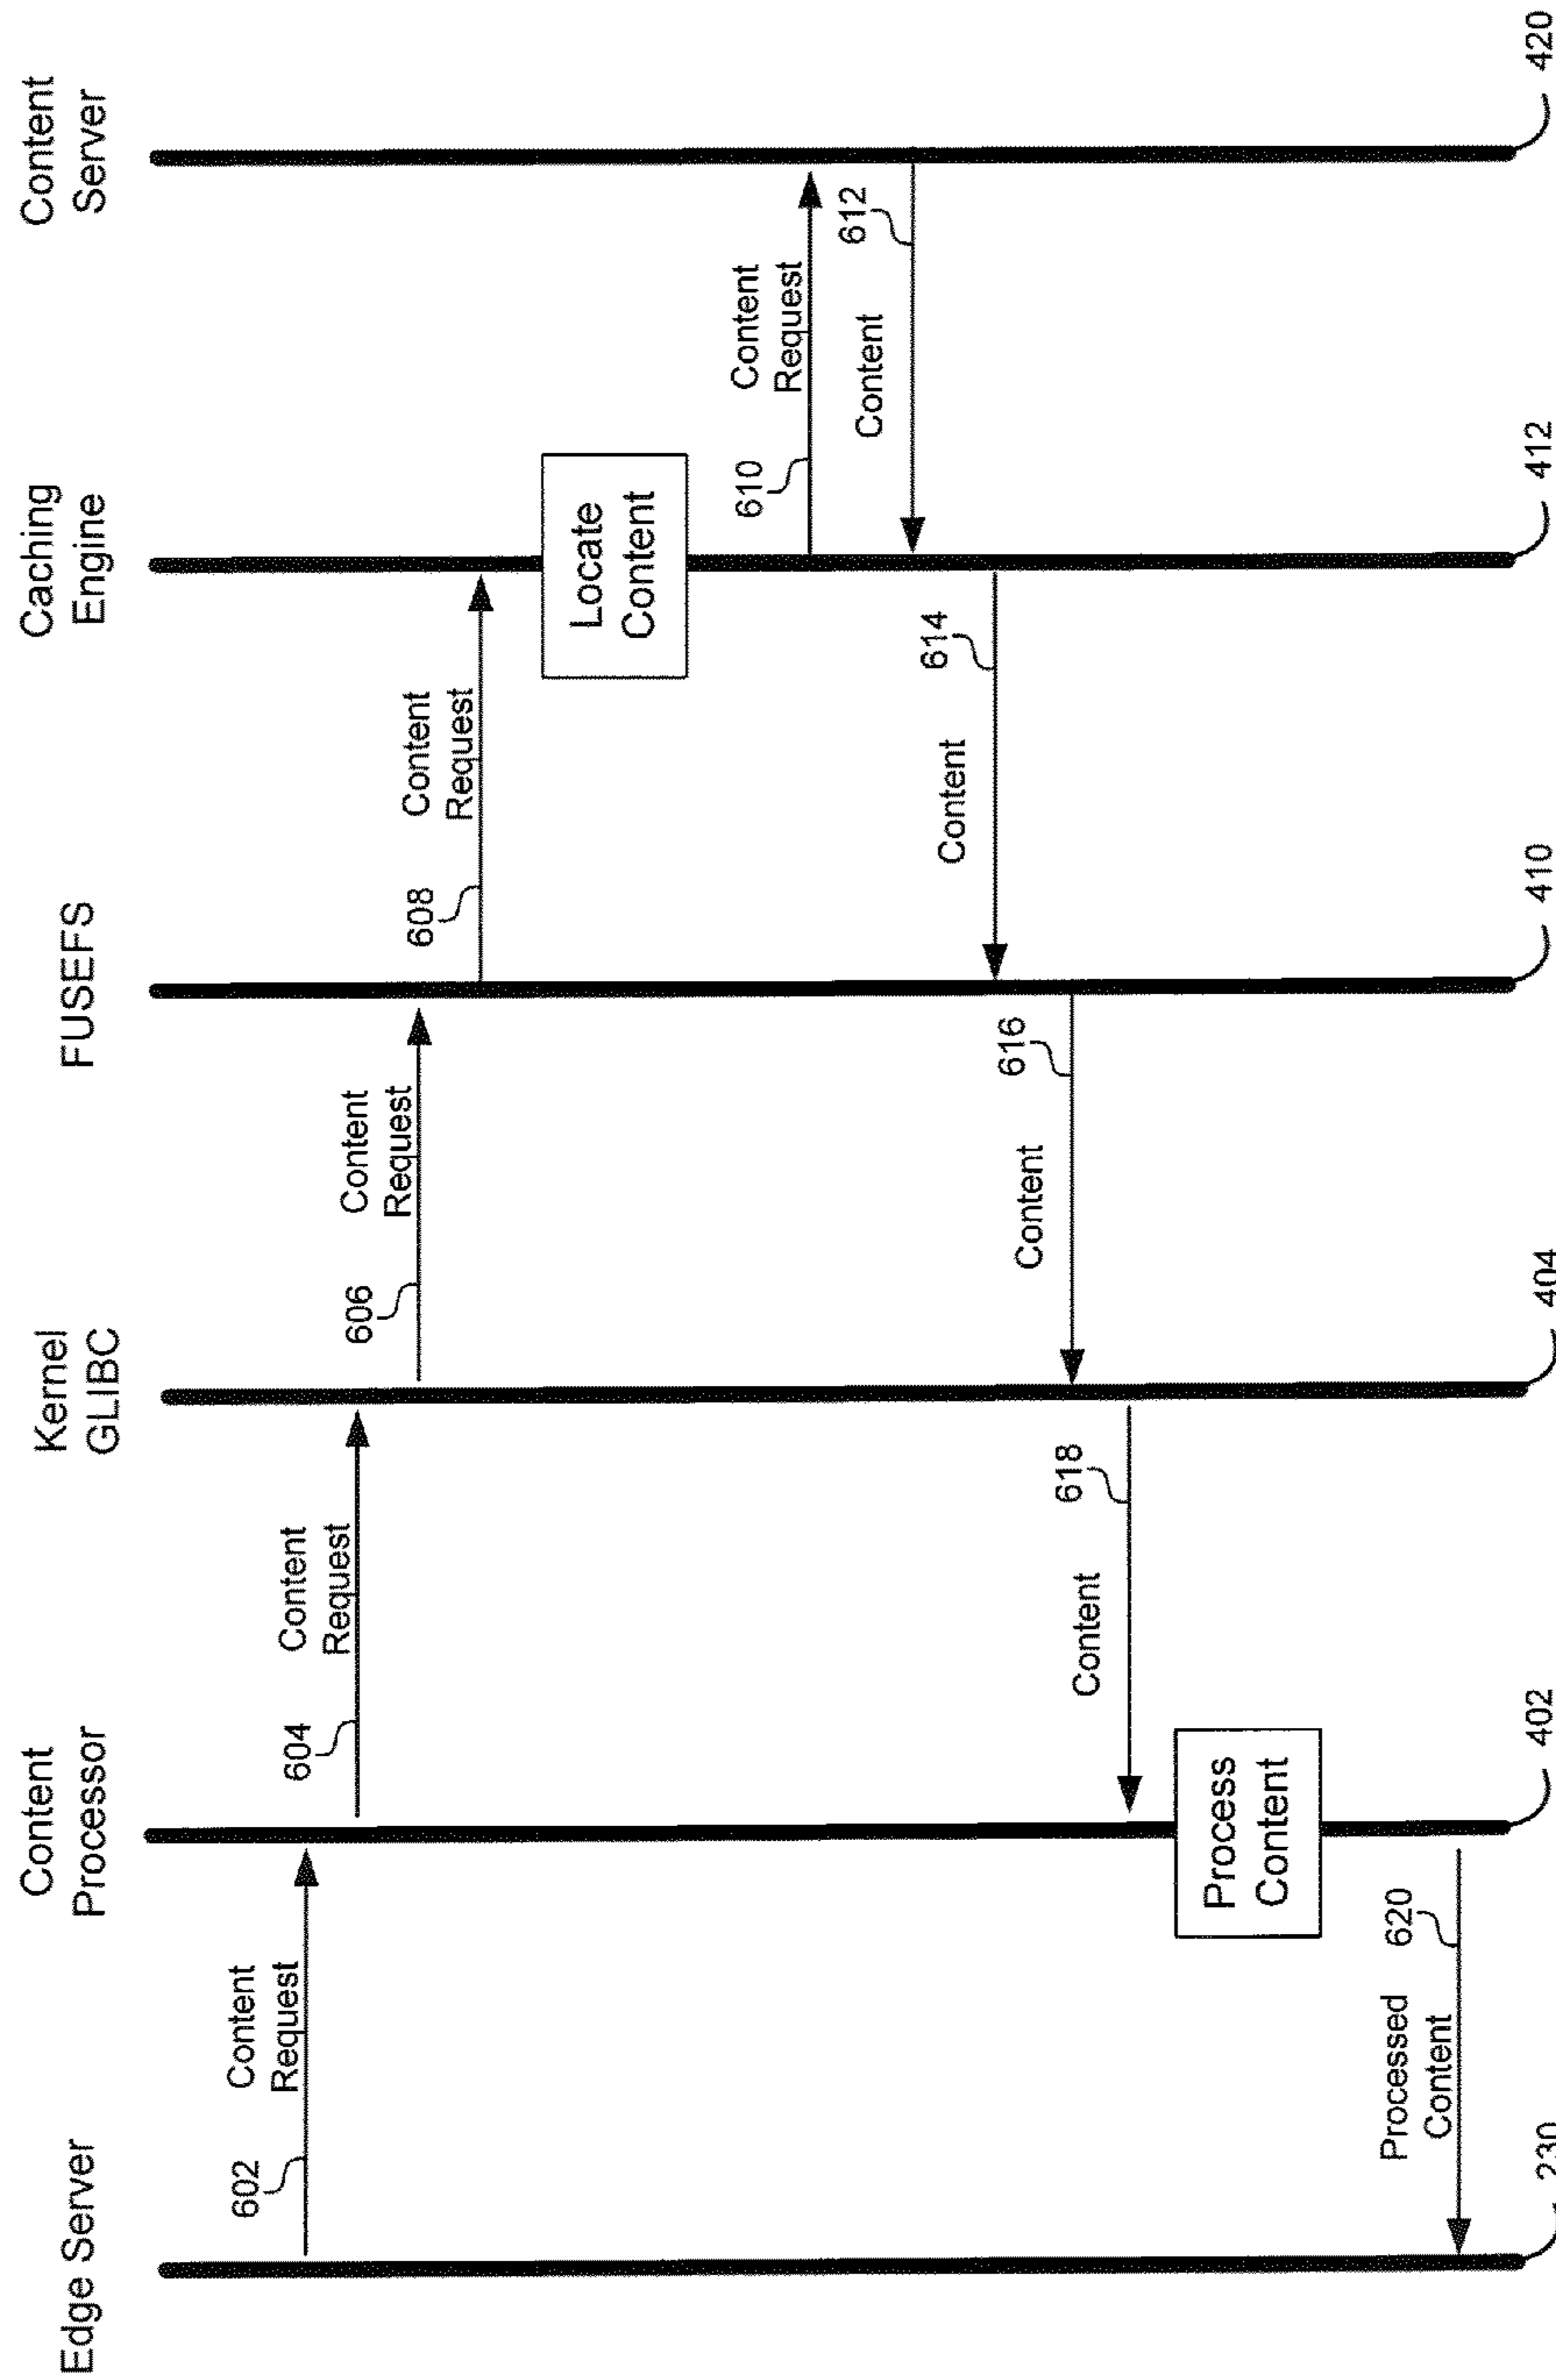 Edge Server
Content
Processor
Kernel
GLIBC
FUSEFS
Caching
Engine
Content
Server
602
Content
Request
604
Content
Request
606
Content
Request
608
Content
Request
Locate
Content
610
Content
Request
Content
612
Content
614
Content
616
Content
618
Process
Content
Processed
Content
620
230
402
404
410
412
420